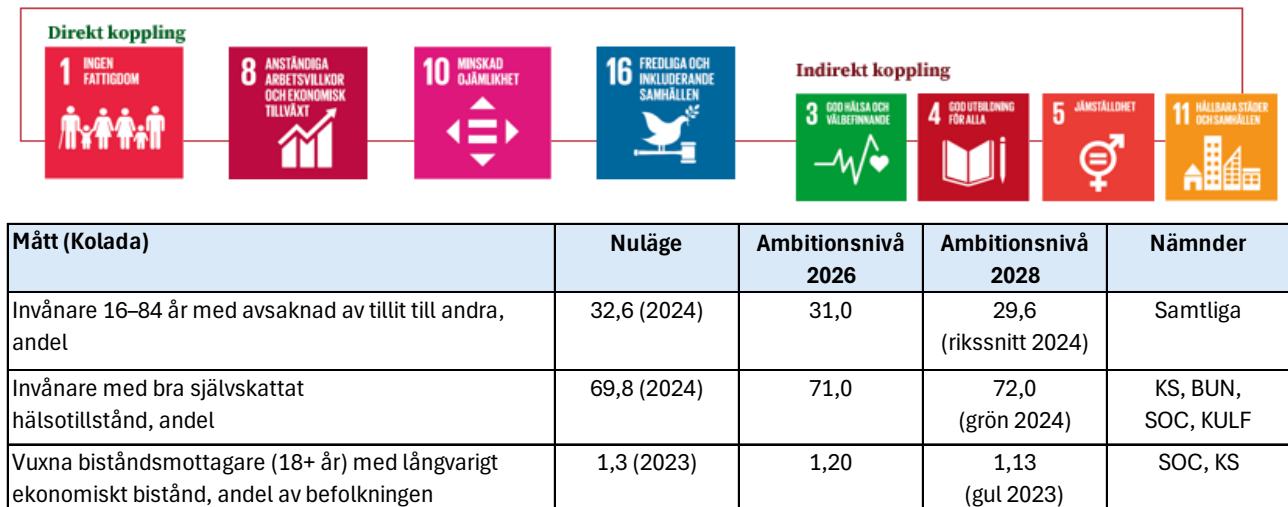 Direkt koppling
1 INGEN
FATTIGDOM
8 ANSTÄNDIGA
ARBETSVILLKOR
OCH EKONOMISK
TILLVÄXT
10 MINSKAD
OJÄMLIKHET
16 FREDLIGA OCH
INKLUDERANDE
SAMHÄLLEN
Indirekt koppling
3 GOD HÄLSA OCH
VÄLBEFINNANDE
4 GOD UTBILDNING
FÖR ALLA
5 JÄMSTÄLLDHET
11 HÅLLBARA STÄDER
OCH SAMHÄLLEN
Mått (Kolada) Nuläge Ambitionsnivå Ambitionsnivå Nämnder
2026 2028
Invånare 16–84 år med avsaknad av tillit till andra, 32,6 (2024) 31,0 29,6 Samtliga
andel (rikssnitt 2024)
Invånare med bra självskattat 69,8 (2024) 71,0 72,0 KS, BUN,
hälsotillstånd, andel (grön 2024) SOC, KULF
Vuxna biståndsmottagare (18+ år) med långvarigt 1,3 (2023) 1,20 1,13 SOC, KS
ekonomiskt bistånd, andel av befolkningen (gul 2023)